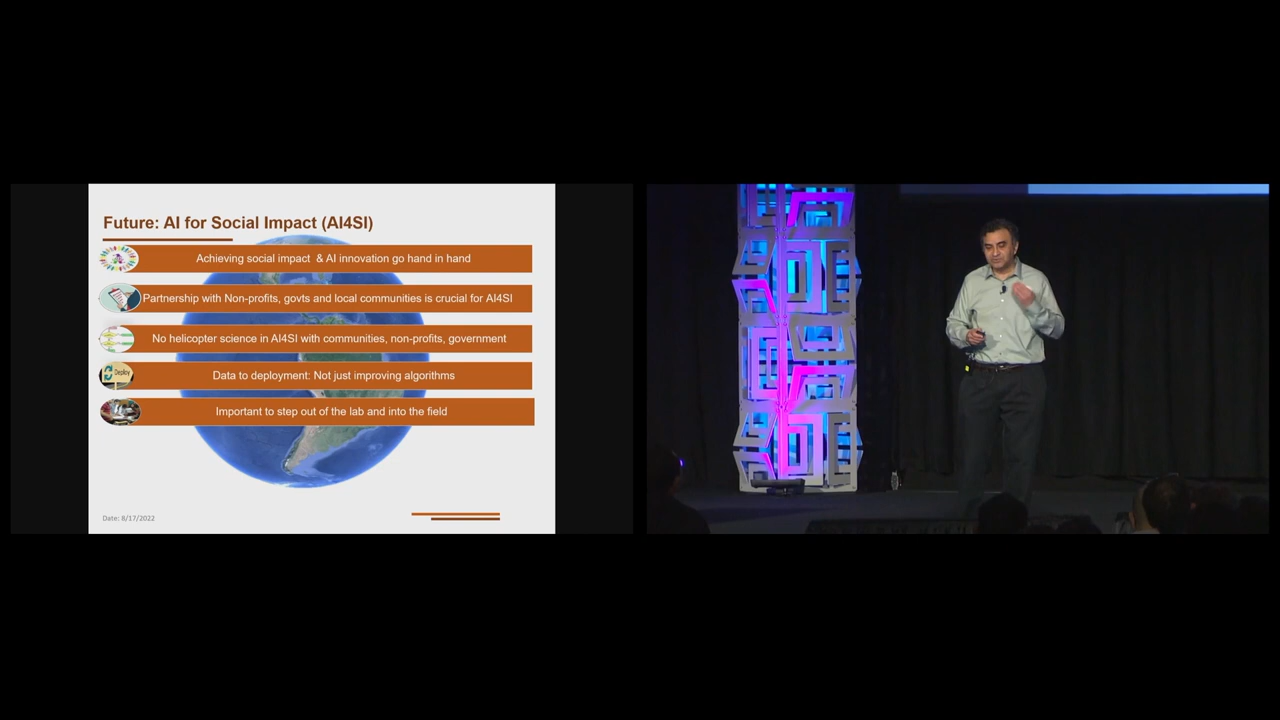 Future: AI for Social Impact (AI4SI)
Achieving social impact & AI innovation go hand in hand
Partnership with Non-profits, govts and local communities is crucial for AI4SI
No helicopter science in AI4SI with communities, non-profits, government
Deploy
Data to deployment: Not just improving algorithms
Important to step out of the lab and into the field
Date: 8/17/2022